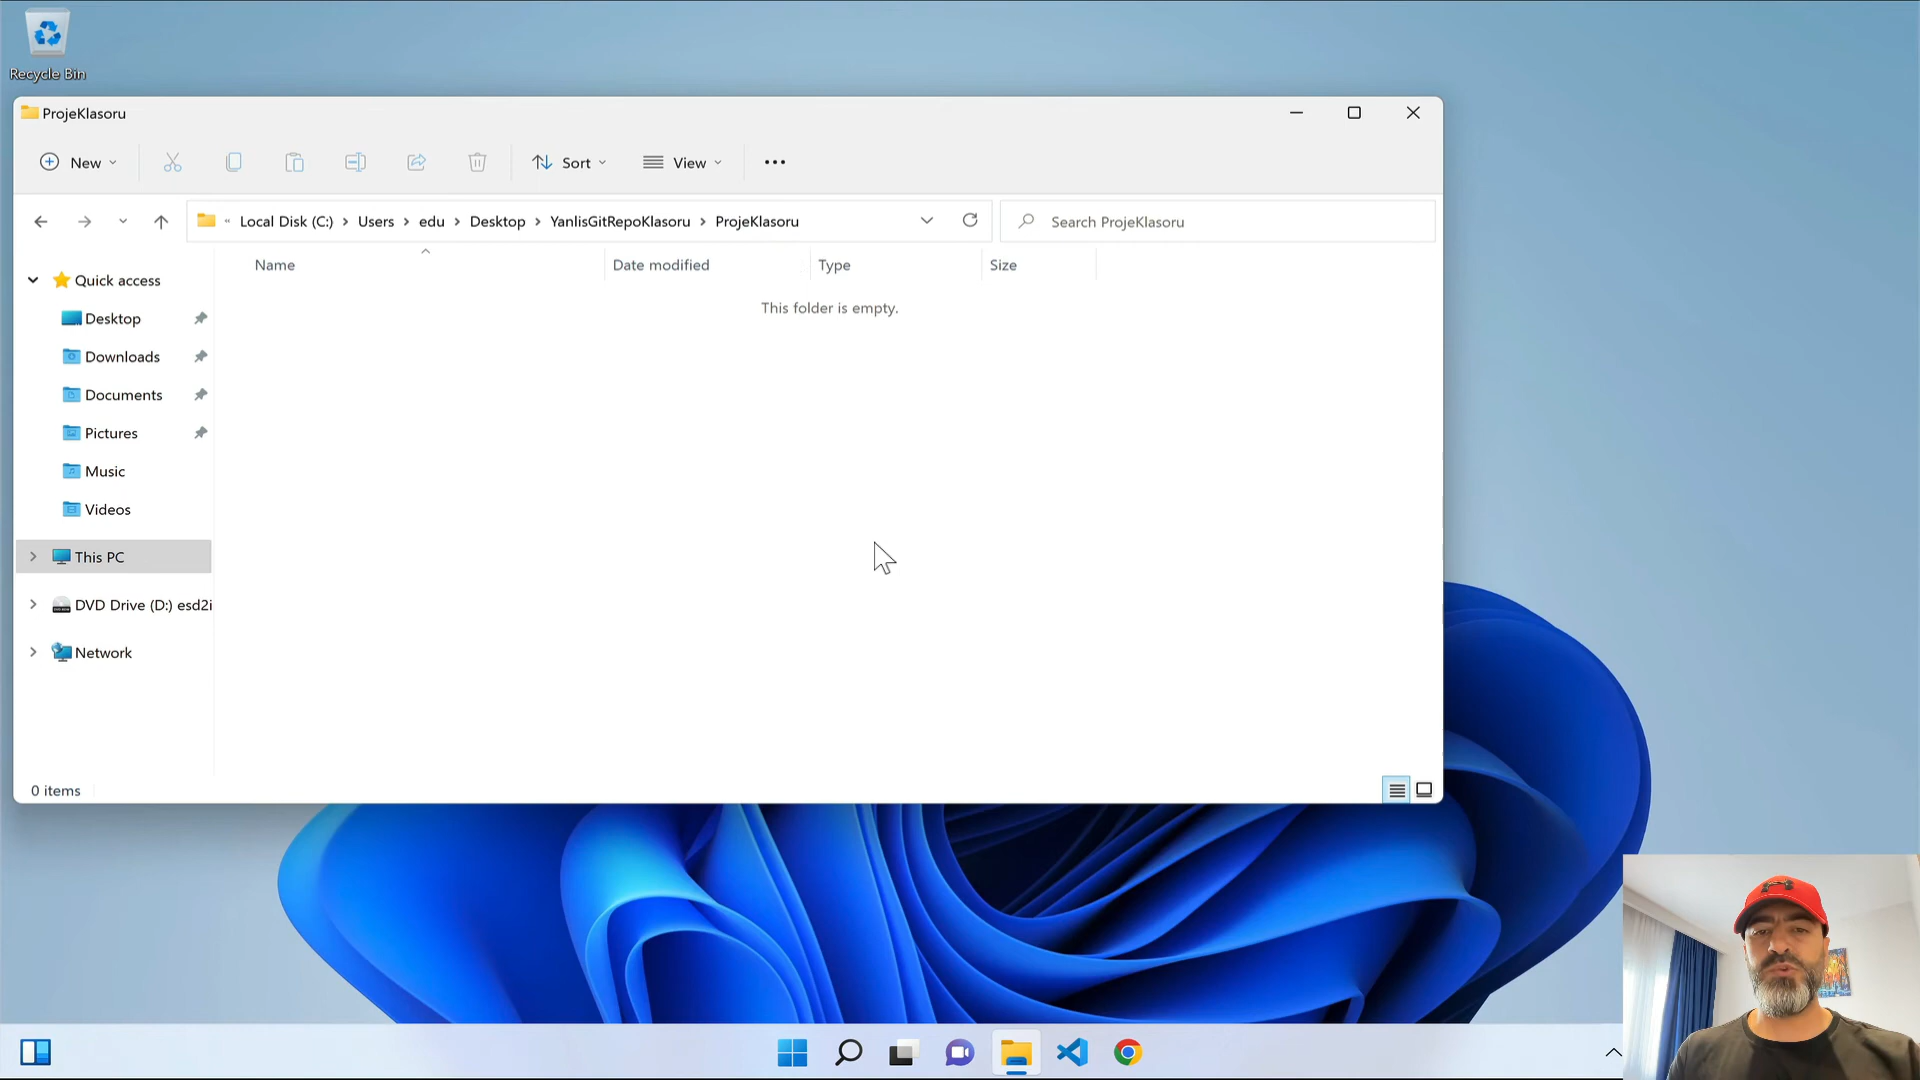 Recycle Bin
ProjeKlasoru
New
Sort
View
Local Disk (C:) > Users > edu > Desktop > YanlisGitRepoKlasoru > ProjeKlasoru
Search ProjeKlasoru
Name
Date modified
Type
Size
This folder is empty.
Quick access
Desktop
Downloads
Documents
Pictures
Music
Videos
This PC
DVD Drive (D:) esd2i
Network
0 items